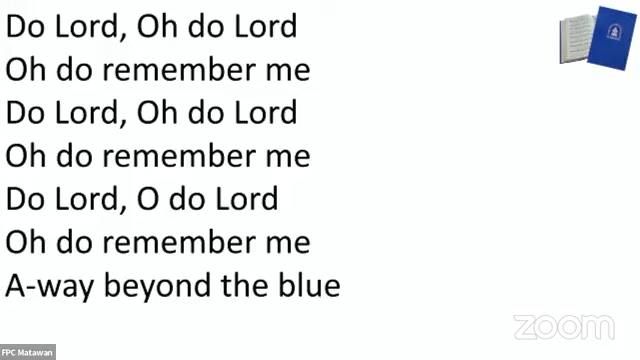 Do Lord, Oh do Lord
Oh do remember me
Do Lord, Oh do Lord
Oh do remember me
Do Lord, O do Lord
Oh do remember me
A-way beyond the blue
zoom
FPC Matawan